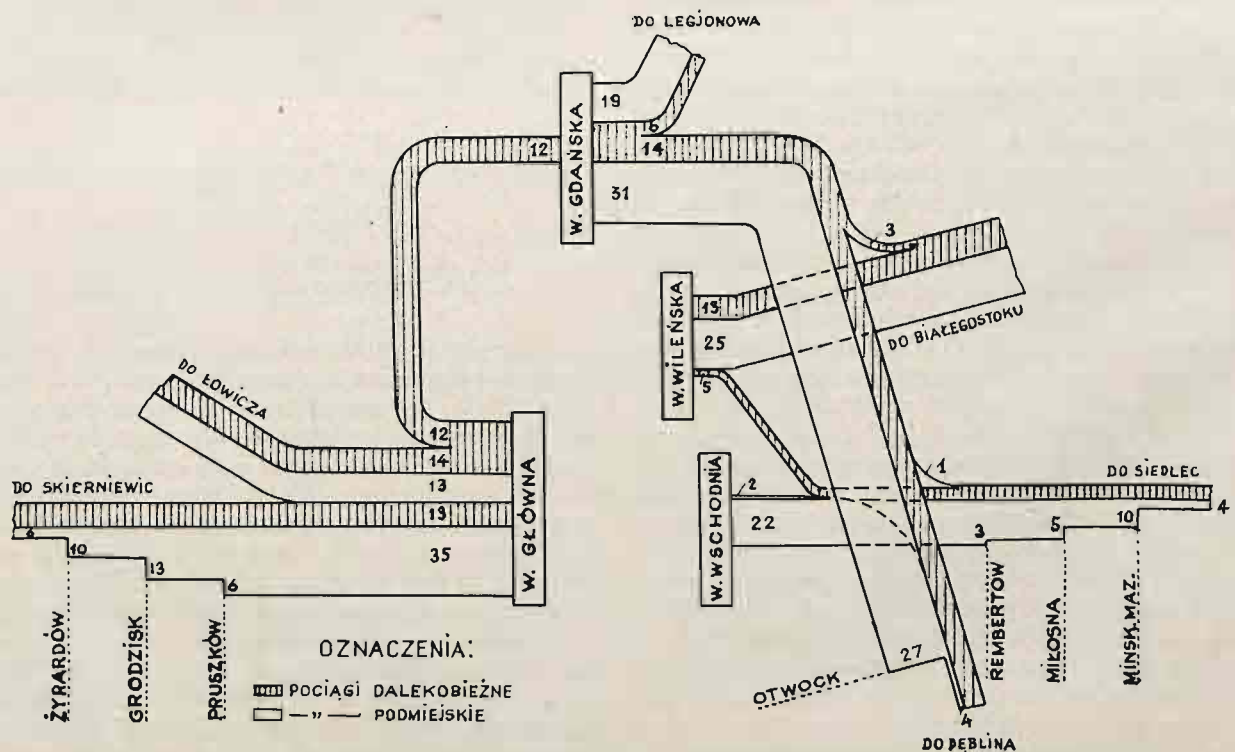 DO LEGJONOWA
19
16
12
14
W. GDAŃSKA
31
3
13
25
5
W. WILEŃSKA
DO BIAŁEGOSTOKU
DO ŁOWICZA
12
14
13
DO SKIERNIEWIC
13
35
W. GŁÓWNA
6
10
13
6
1
DO SIEDLEC
2
22
W. WSCHODNIA
3
5
10
4
ŻYRARDÓW
GRODZISK
PRUSZKÓW
REMBERTOW
MIŁOSNA
MIŃSK. MAZ.
27
OTWOCK
4
DO DĘBLINA
OZNACZENIA:
POCIĄGI DALEKOBIEŻNE
— „ — PODMIEJSKIE